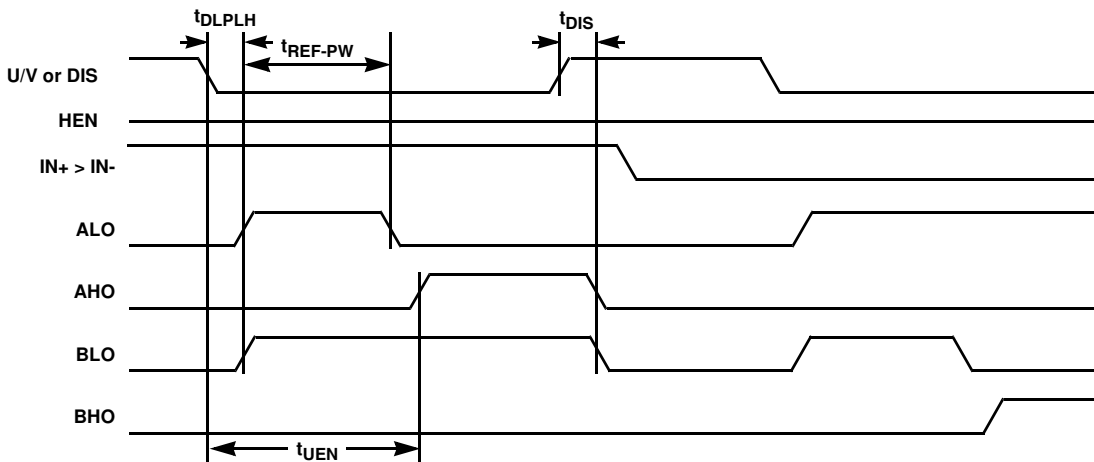 tDLPLH
tDIS
tREF-PW
U/V or DIS
HEN
IN+ > IN-
ALO
AHO
BLO
BHO
tUEN